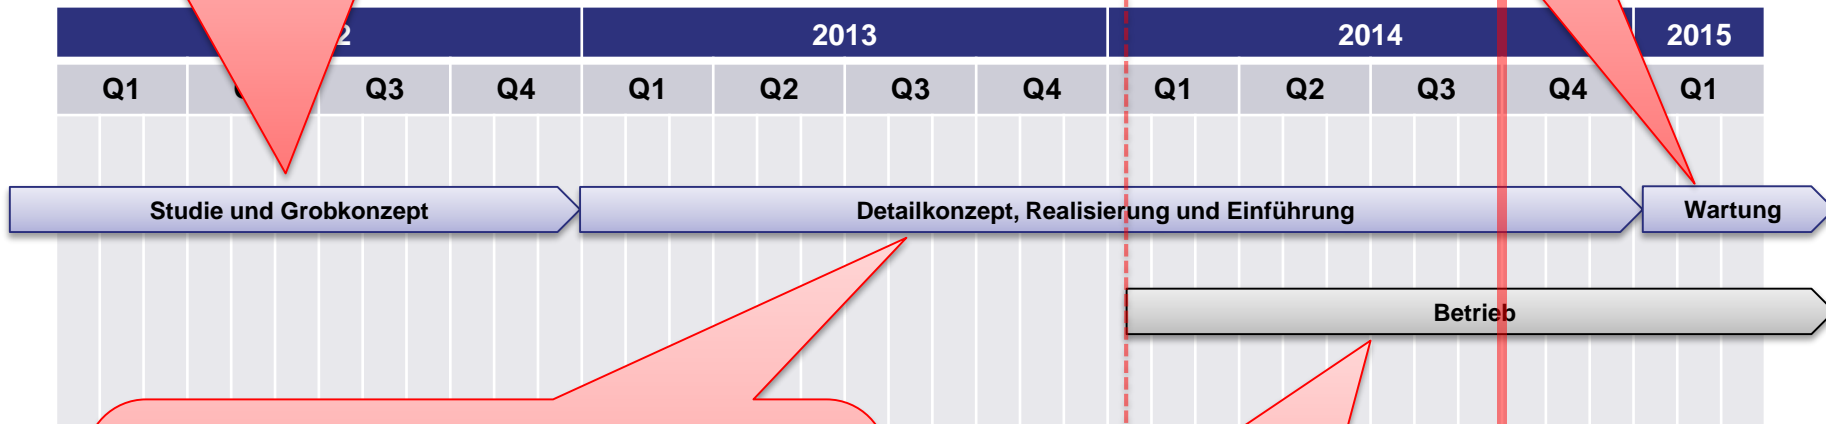 2 2013 2014 2015
Q1 Q3 Q4 Q1 Q2 Q3 Q4 Q1 Q2 Q3 Q4 Q1
Studie und Grobkonzept Detailkonzept, Realisierung und Einführung Wartung
Betrieb